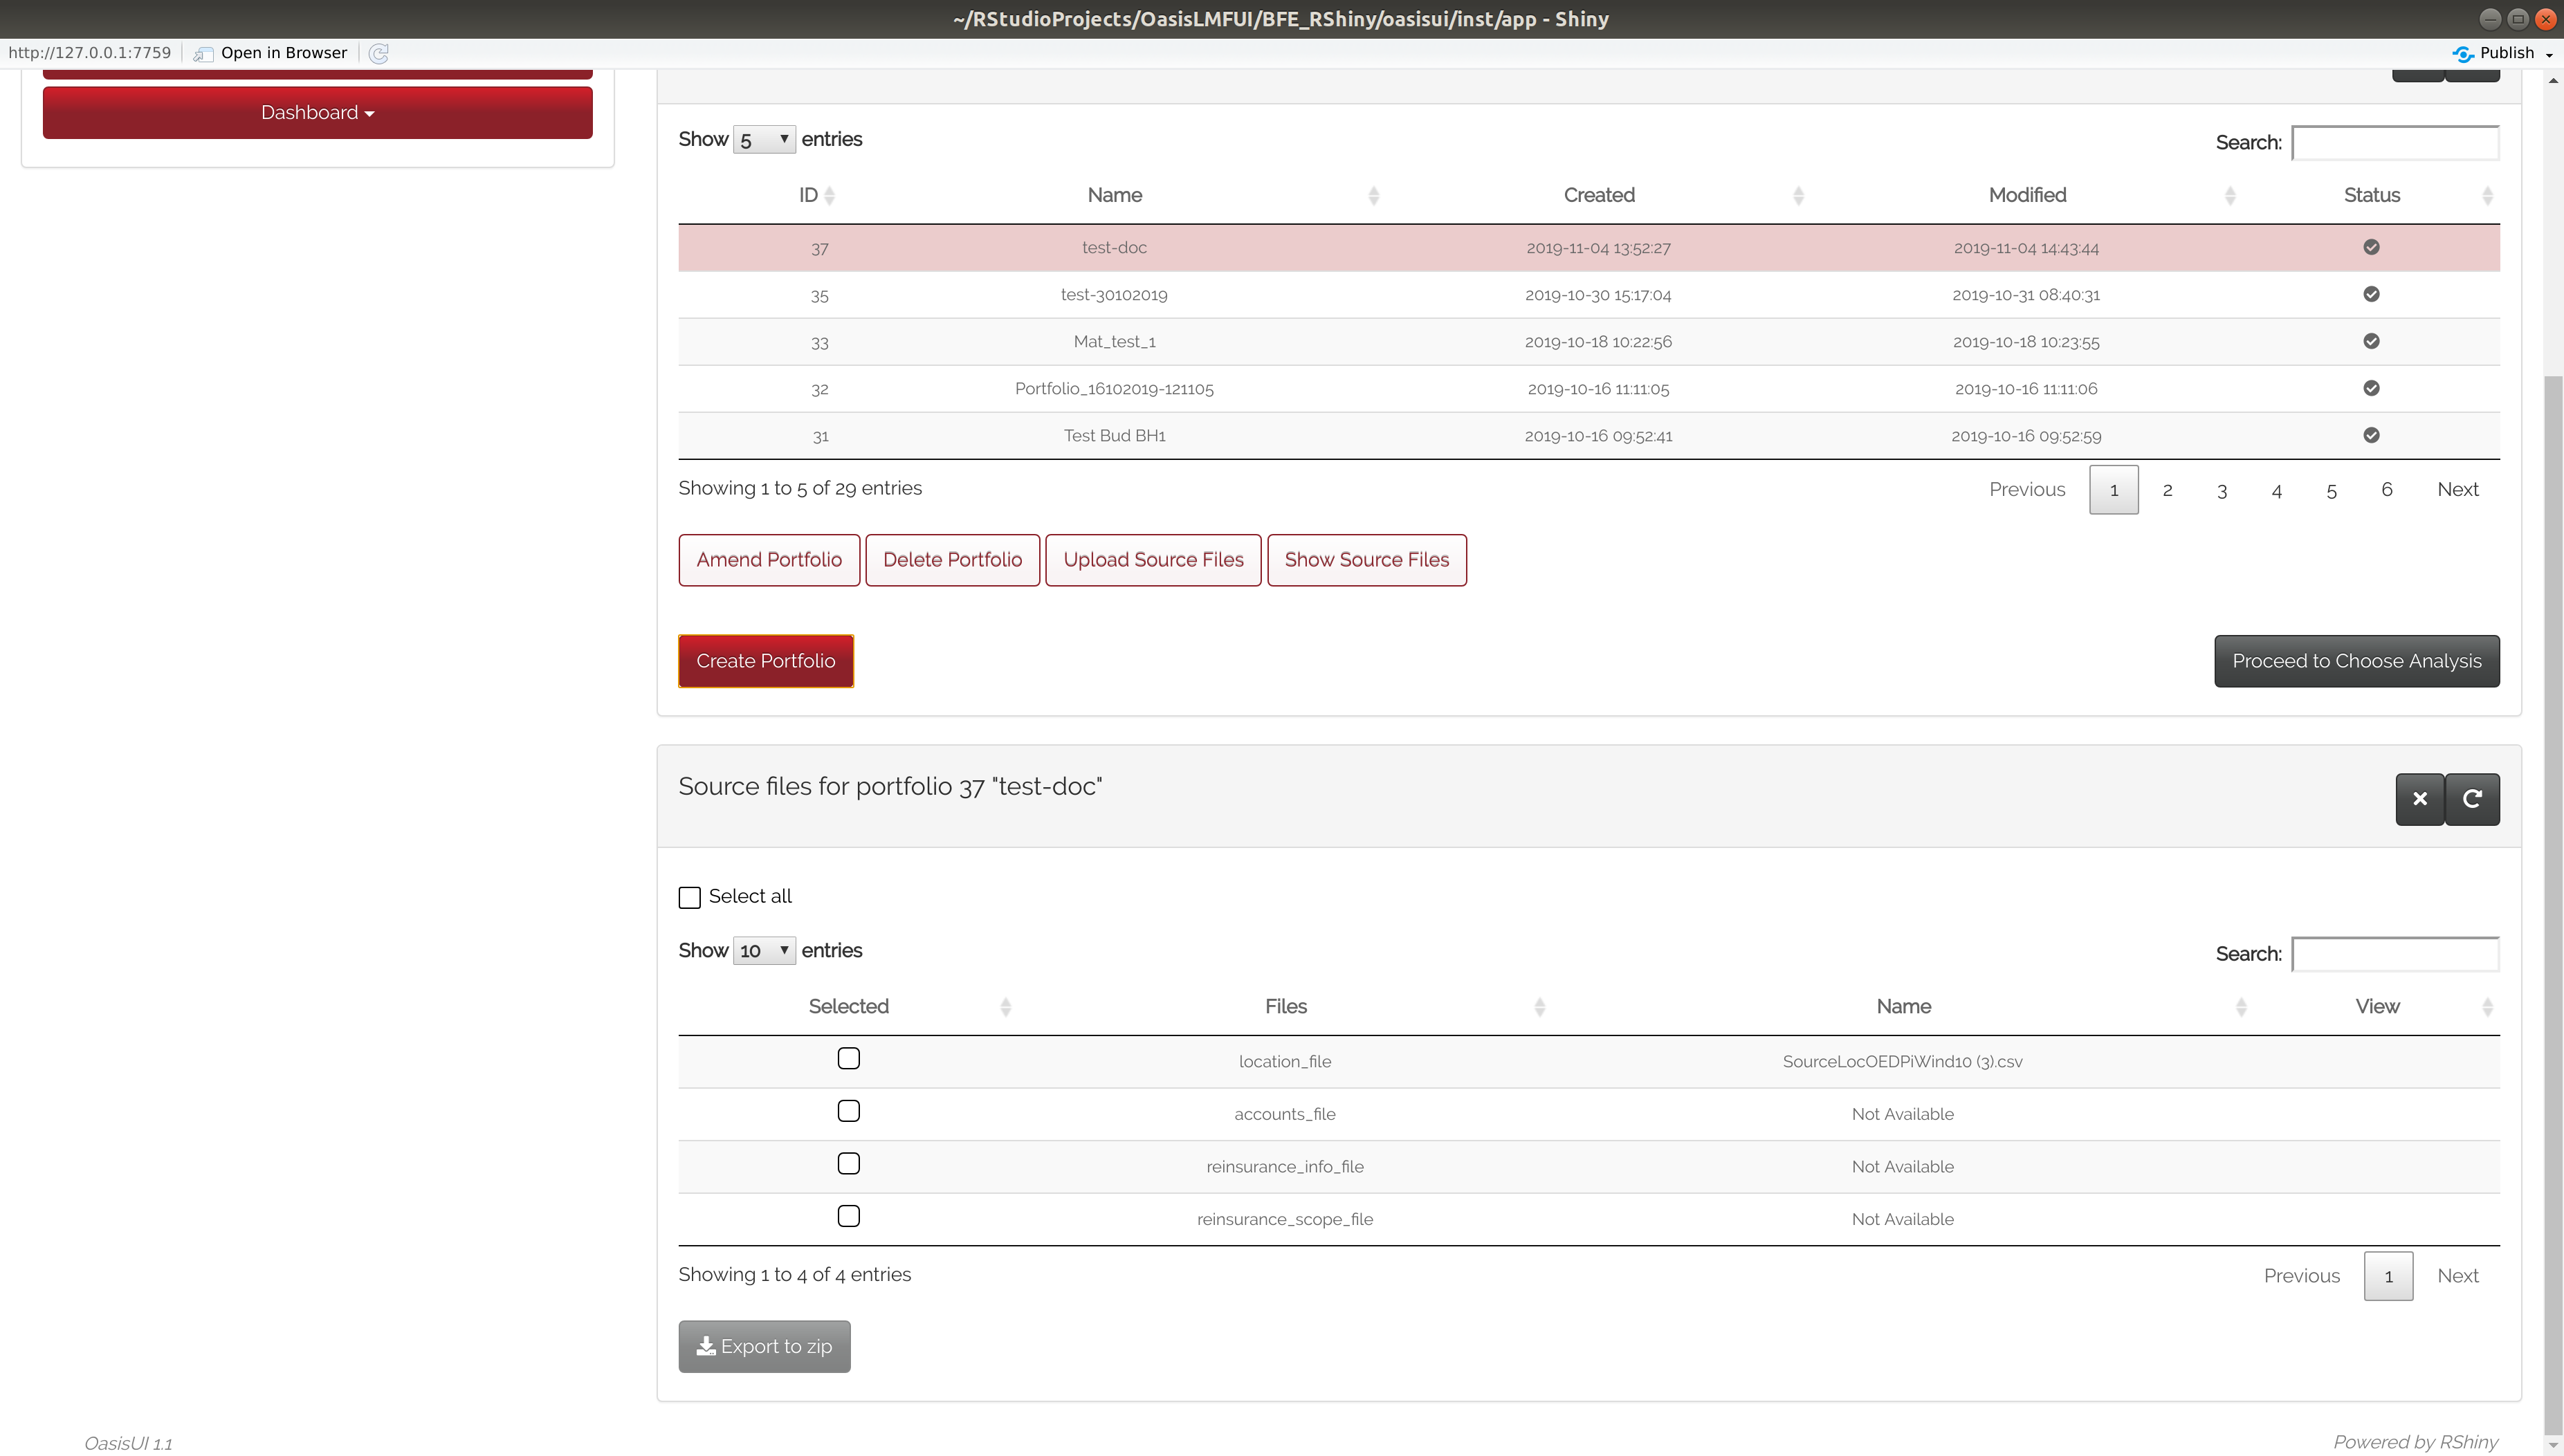 ~/RStudioProjects/OasisLMFUI/BFE_RShiny/oasisui/inst/app - Shiny
http://127.0.0.1:7759 Open in Browser Publish
Dashboard
Show 5 entries Search:
ID Name Created Modified Status
37 test-doc 2019-11-04 13:52:27 2019-11-04 14:43:44
35 test-30102019 2019-10-30 15:17:04 2019-10-31 08:40:31
33 Mat_test_1 2019-10-18 10:22:56 2019-10-18 10:23:55
32 Portfolio_16102019-121105 2019-10-16 11:11:05 2019-10-16 11:11:06
31 Test Bud BH1 2019-10-16 09:52:41 2019-10-16 09:52:59
Showing 1 to 5 of 29 entries Previous 1 2 3 4 5 6 Next
Amend Portfolio Delete Portfolio Upload Source Files Show Source Files
Create Portfolio Proceed to Choose Analysis
Source files for portfolio 37 "test-doc"
Select all
Show 10 entries Search:
Selected Files Name View
location_file SourceLocOEDPiWind10 (3).csv
accounts_file Not Available
reinsurance_info_file Not Available
reinsurance_scope_file Not Available
Showing 1 to 4 of 4 entries Previous 1 Next
Export to zip
OasisUI 1.1 Powered by RShiny